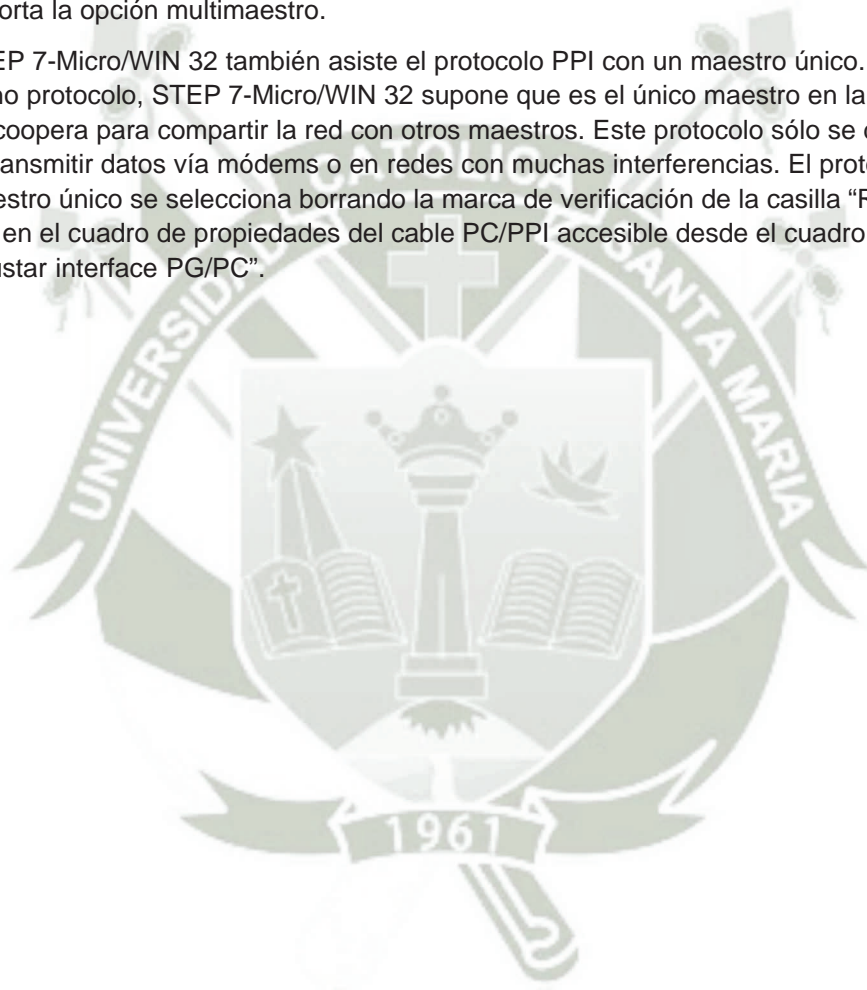 orta la opción multimaestro.
EP 7-Micro/WIN 32 también asiste el protocolo PPI con un maestro único.
no protocolo, STEP 7-Micro/WIN 32 supone que es el único maestro en la
coopera para compartir la red con otros maestros. Este protocolo sólo se
ansmitir datos vía módems o en redes con muchas interferencias. El prot
estro único se selecciona borrando la marca de verificación de la casilla “
en el cuadro de propiedades del cable PC/PPI accesible desde el cuadro
ustar interface PG/PC”.
UNIVERSIDAD CATOLICA SANTA MARIA
1961